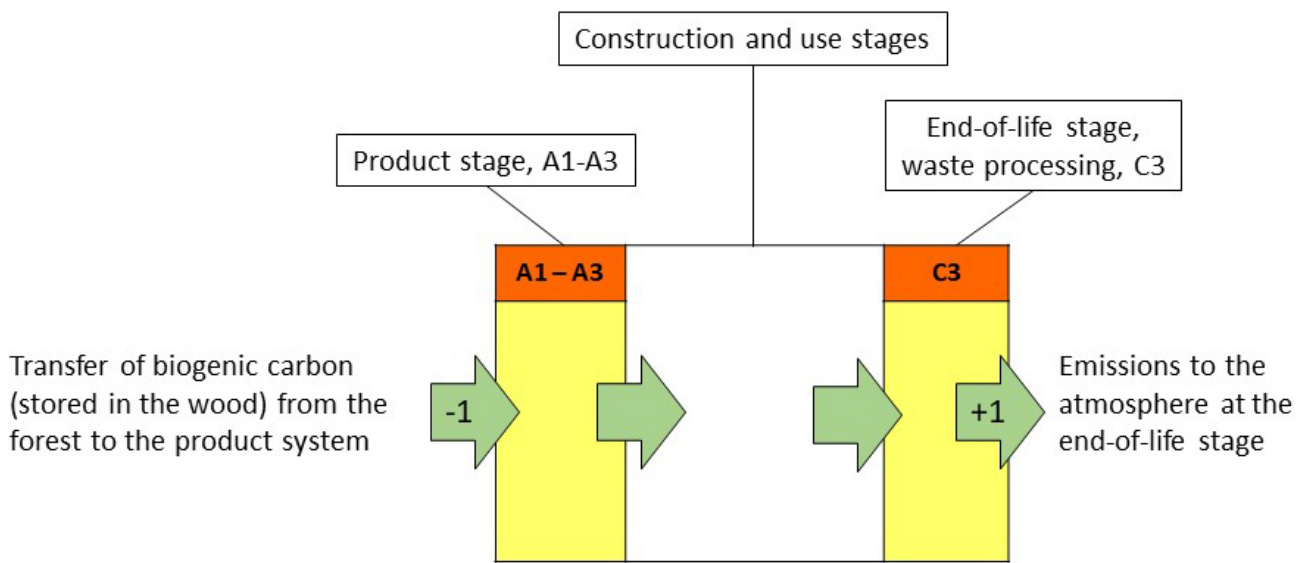 Construction and use stages
Product stage, A1-A3
End-of-life stage,
waste processing, C3
A1 – A3
C3
Transfer of biogenic carbon
(stored in the wood) from the
forest to the product system
-1
+1
Emissions to the
atmosphere at the
end-of-life stage